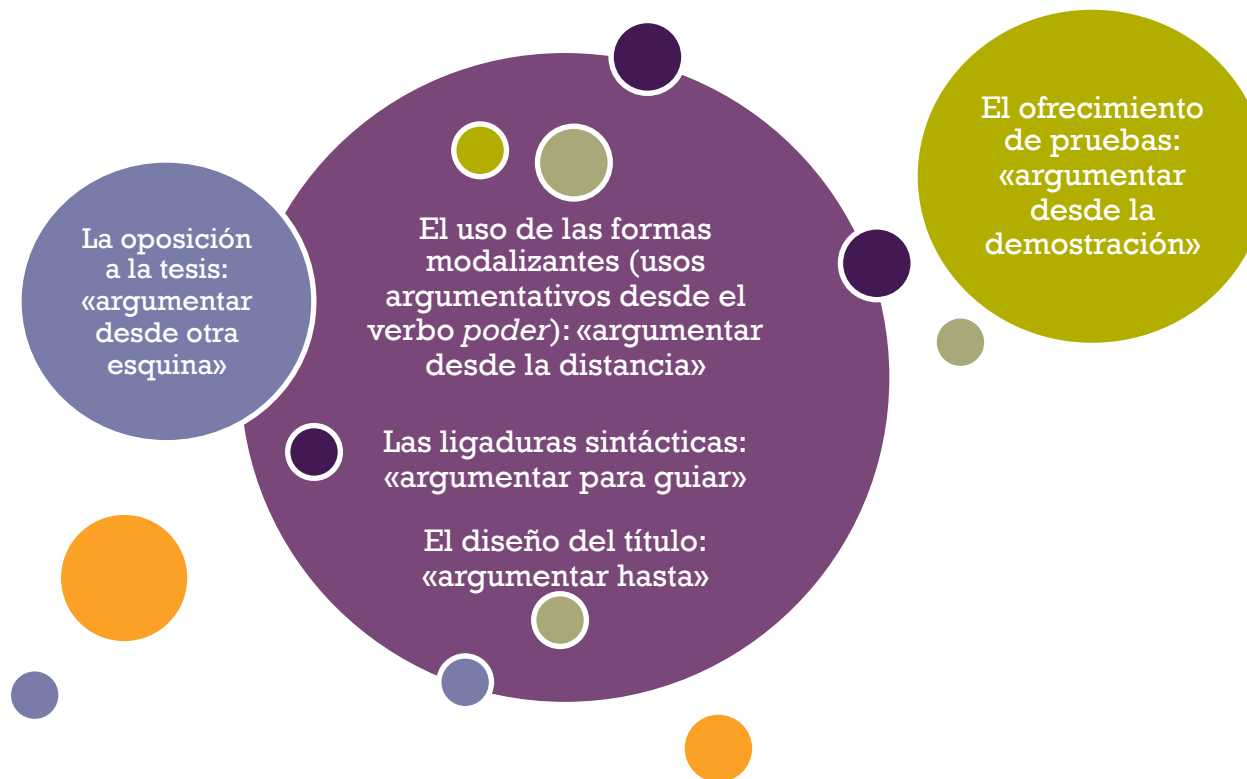 La oposición
a la tesis:
«argumentar
desde otra
esquina»
El uso de las formas
modalizantes (usos
argumentativos desde el
verbo poder): «argumentar
desde la distancia»
Las ligaduras sintácticas:
«argumentar para guiar»
El diseño del título:
«argumentar hasta»
El ofrecimiento
de pruebas:
«argumentar
desde la
demostración»